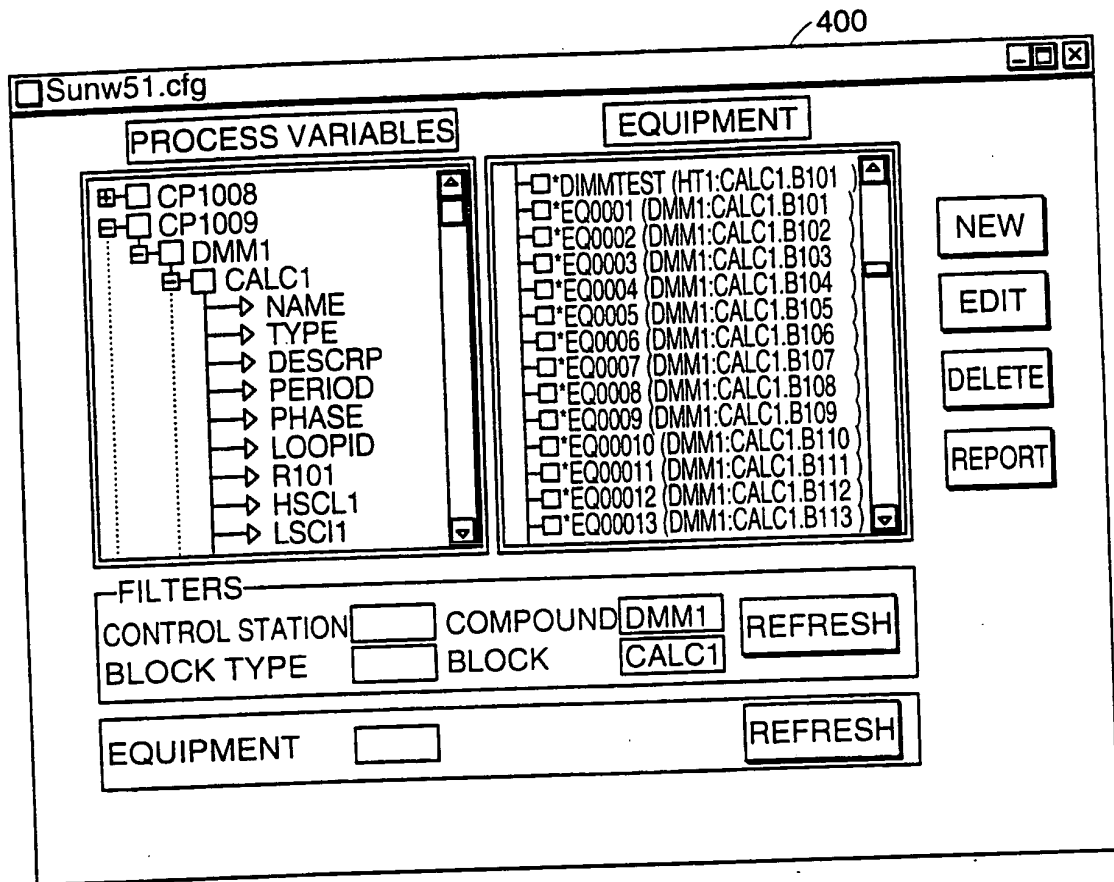 400
Sunw51.cfg
PROCESS VARIABLES
CP1008
CP1009
DMM1
CALC1
NAME
TYPE
DESCRP
PERIOD
PHASE
LOOPID
R101
HSCL1
LSCI1
EQUIPMENT
*DIMMTEST (HT1:CALC1.B101 )
*EQ0001 (DMM1:CALC1.B101 )
*EQ0002 (DMM1:CALC1.B102 )
*EQ0003 (DMM1:CALC1.B103 )
*EQ0004 (DMM1:CALC1.B104 )
*EQ0005 (DMM1:CALC1.B105 )
*EQ0006 (DMM1:CALC1.B106 )
*EQ0007 (DMM1:CALC1.B107 )
*EQ0008 (DMM1:CALC1.B108 )
*EQ0009 (DMM1:CALC1.B109 )
*EQ00010 (DMM1:CALC1.B110 )
*EQ00011 (DMM1:CALC1.B111 )
*EQ00012 (DMM1:CALC1.B112 )
*EQ00013 (DMM1:CALC1.B113 )
NEW
EDIT
DELETE
REPORT
FILTERS
CONTROL STATION COMPOUND DMM1 REFRESH
BLOCK TYPE BLOCK CALC1
EQUIPMENT REFRESH